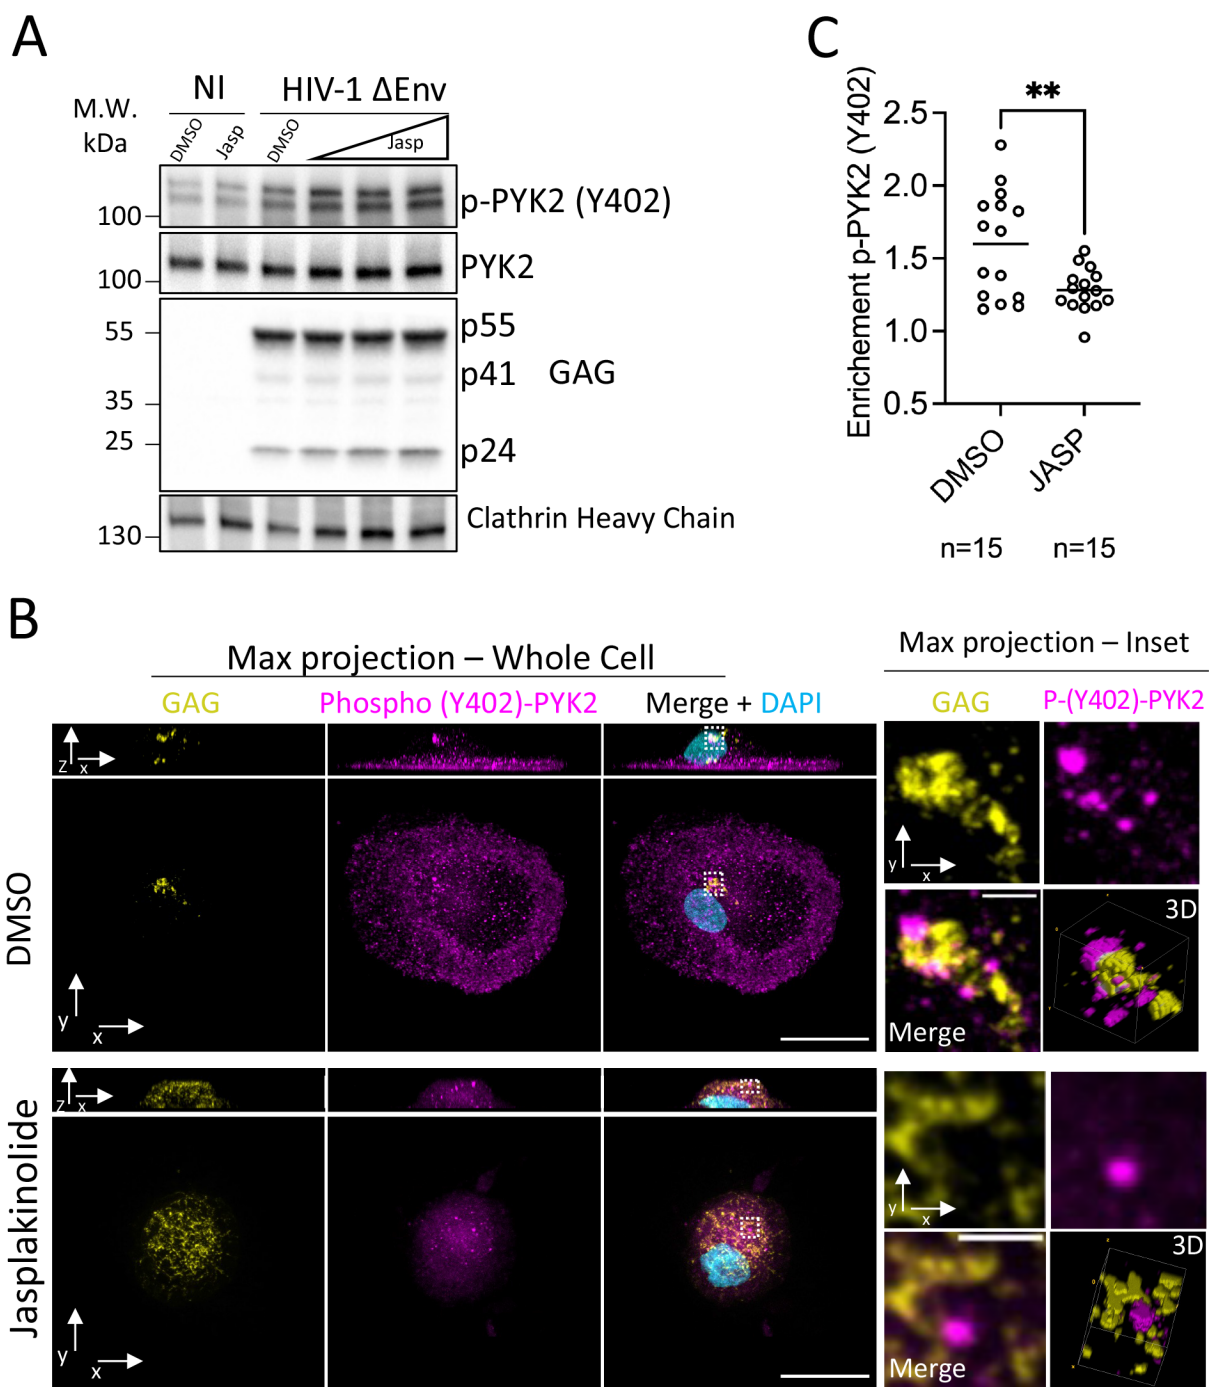 A
NI
HIV-1 ΔEnv
M.W.
kDa
DMSO
Jasp
DMSO
Jasp
100
p-PYK2 (Y402)
100
PYK2
55
p55
p41
GAG
35
25
p24
130
Clathrin Heavy Chain
C
Enrichement p-PYK2 (Y402)
2.5
2.0
1.5
1.0
0.5
**
DMSO
JASP
n=15
n=15
B
Max projection – Whole Cell
Max projection – Inset
GAG
Phospho (Y402)-PYK2
Merge + DAPI
GAG
P-(Y402)-PYK2
DMSO
z
x
y
x
y
x
Merge
3D
Jasplakinolide
z
x
y
x
y
x
Merge
3D